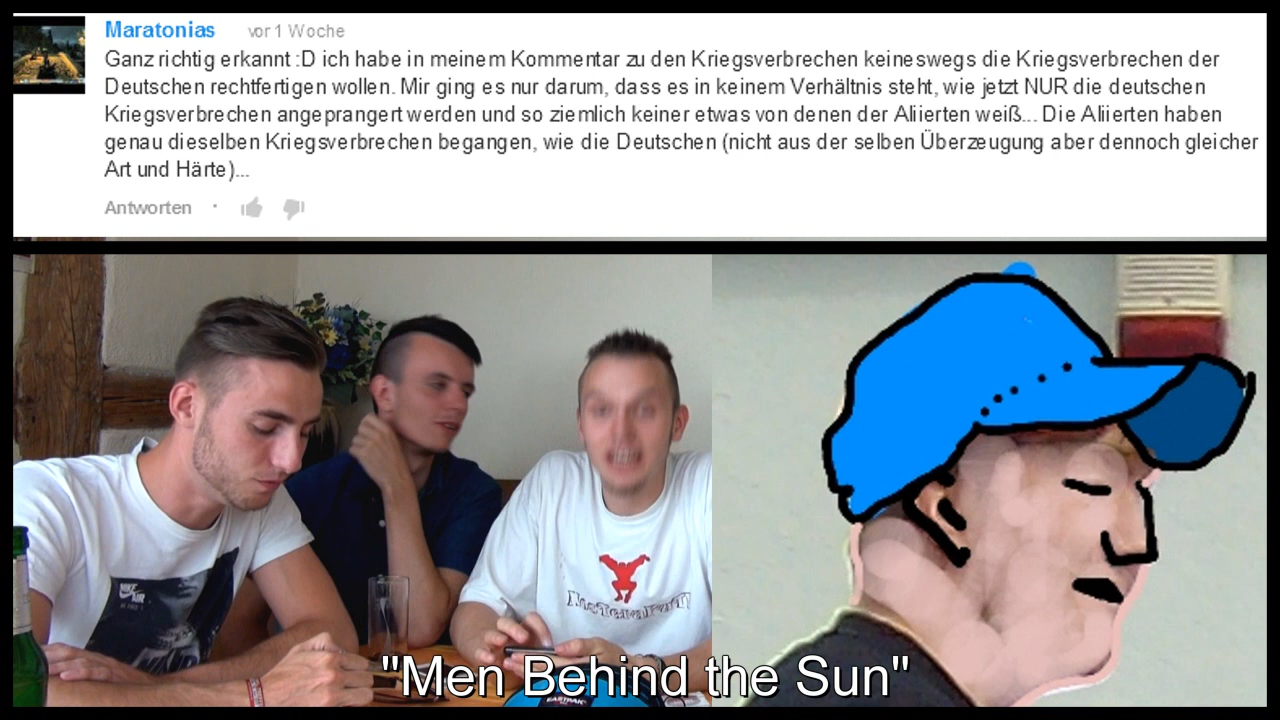 Maratonias vor 1 Woche
Ganz richtig erkannt :D ich habe in meinem Kommentar zu den Kriegsverbrechen keineswegs die Kriegsverbrechen der
Deutschen rechtfertigen wollen. Mir ging es nur darum, dass es in keinem Verhältnis steht, wie jetzt NUR die deutschen
Kriegsverbrechen angeprangert werden und so ziemlich keiner etwas von denen der Aliierten weiß... Die Aliierten haben
genau dieselben Kriegsverbrechen begangen, wie die Deutschen (nicht aus der selben Überzeugung aber dennoch gleicher
Art und Härte)...
Antworten ·
NIKE
AIR
EASTPAK
"Men Behind the Sun"